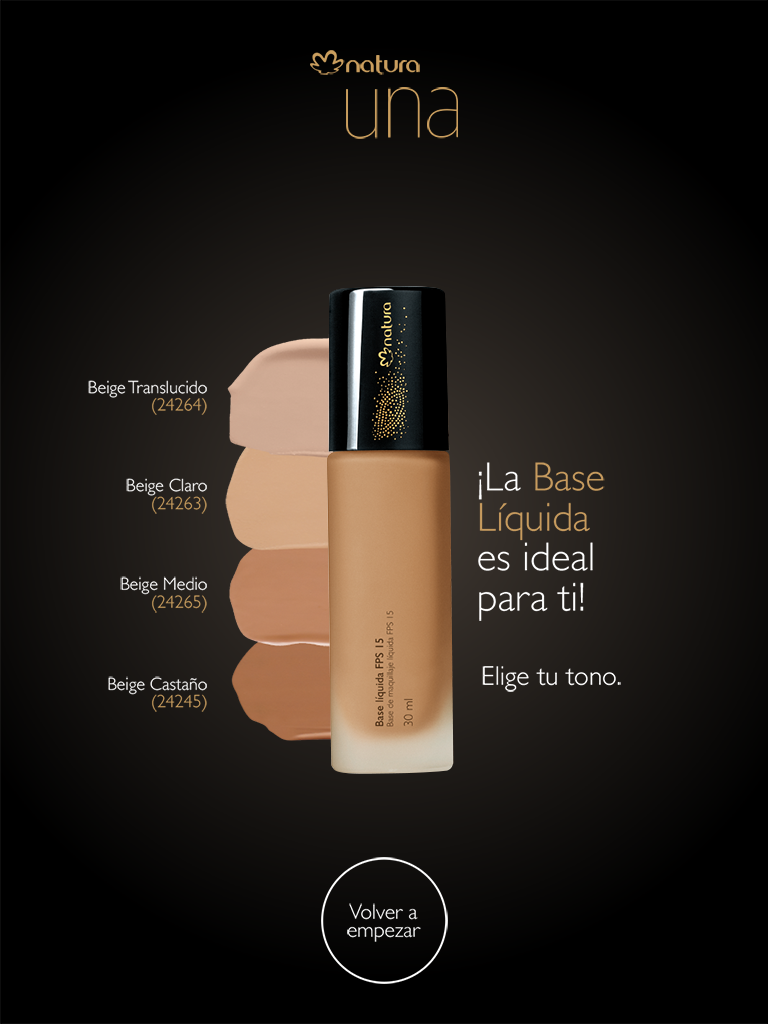 natura
una
natura
Beige Translucido
(24264)
Beige Claro
(24263)
Beige Medio
(24265)
Beige Castaño
(24245)
Base líquida FPS 15
Base de maquillaje líquida FPS 15
30 ml
¡La Base
Líquida
es ideal
para ti!
Elige tu tono.
Volver a
empezar